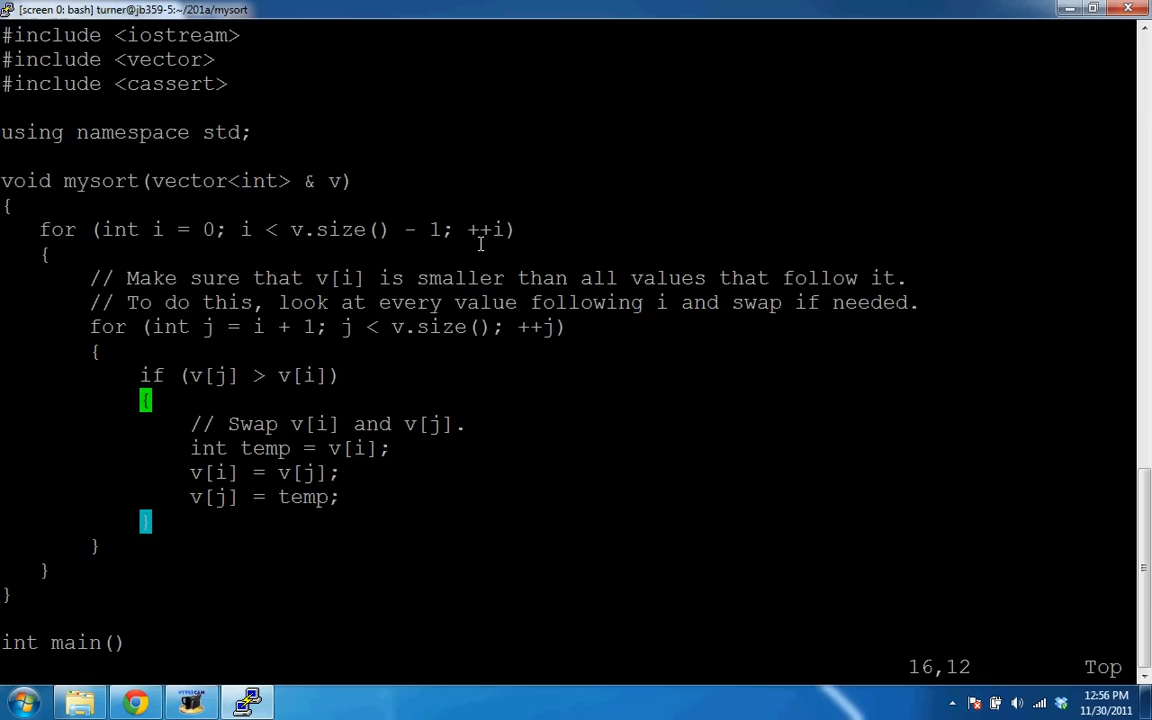 [screen 0: bash] turner@jb359-5:~/201a/mysort
#include <iostream>
#include <vector>
#include <cassert>
using namespace std;
void mysort(vector<int> & v)
{
for (int i = 0; i < v.size() - 1; ++i)
{
// Make sure that v[i] is smaller than all values that follow it.
// To do this, look at every value following i and swap if needed.
for (int j = i + 1; j < v.size(); ++j)
{
if (v[j] > v[i])
{
// Swap v[i] and v[j].
int temp = v[i];
v[i] = v[j];
v[j] = temp;
}
}
}
}
int main()
16,12 Top
HYPERCAM
12:56 PM
11/30/2011